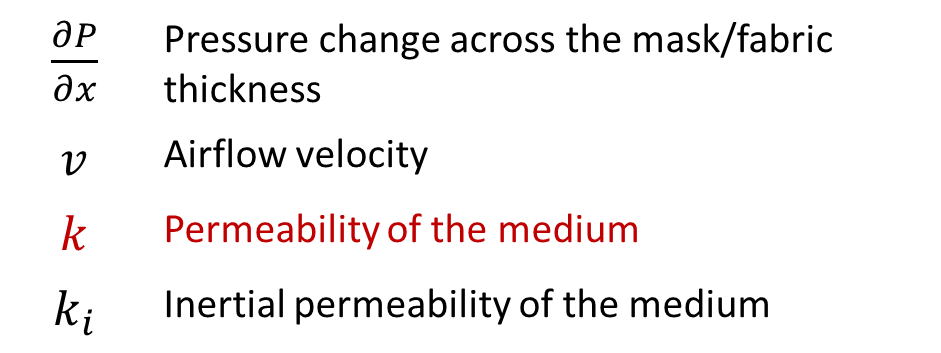 ∂P/∂x Pressure change across the mask/fabric
thickness
v Airflow velocity
k Permeability of the medium
kᵢ Inertial permeability of the medium